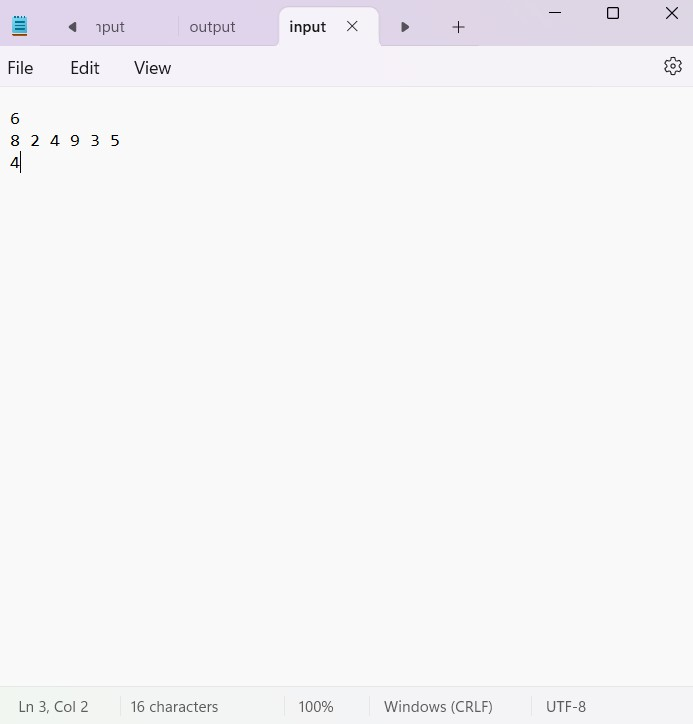 nput output input
File Edit View
6
8 2 4 9 3 5
4
Ln 3, Col 2 16 characters 100% Windows (CRLF) UTF-8